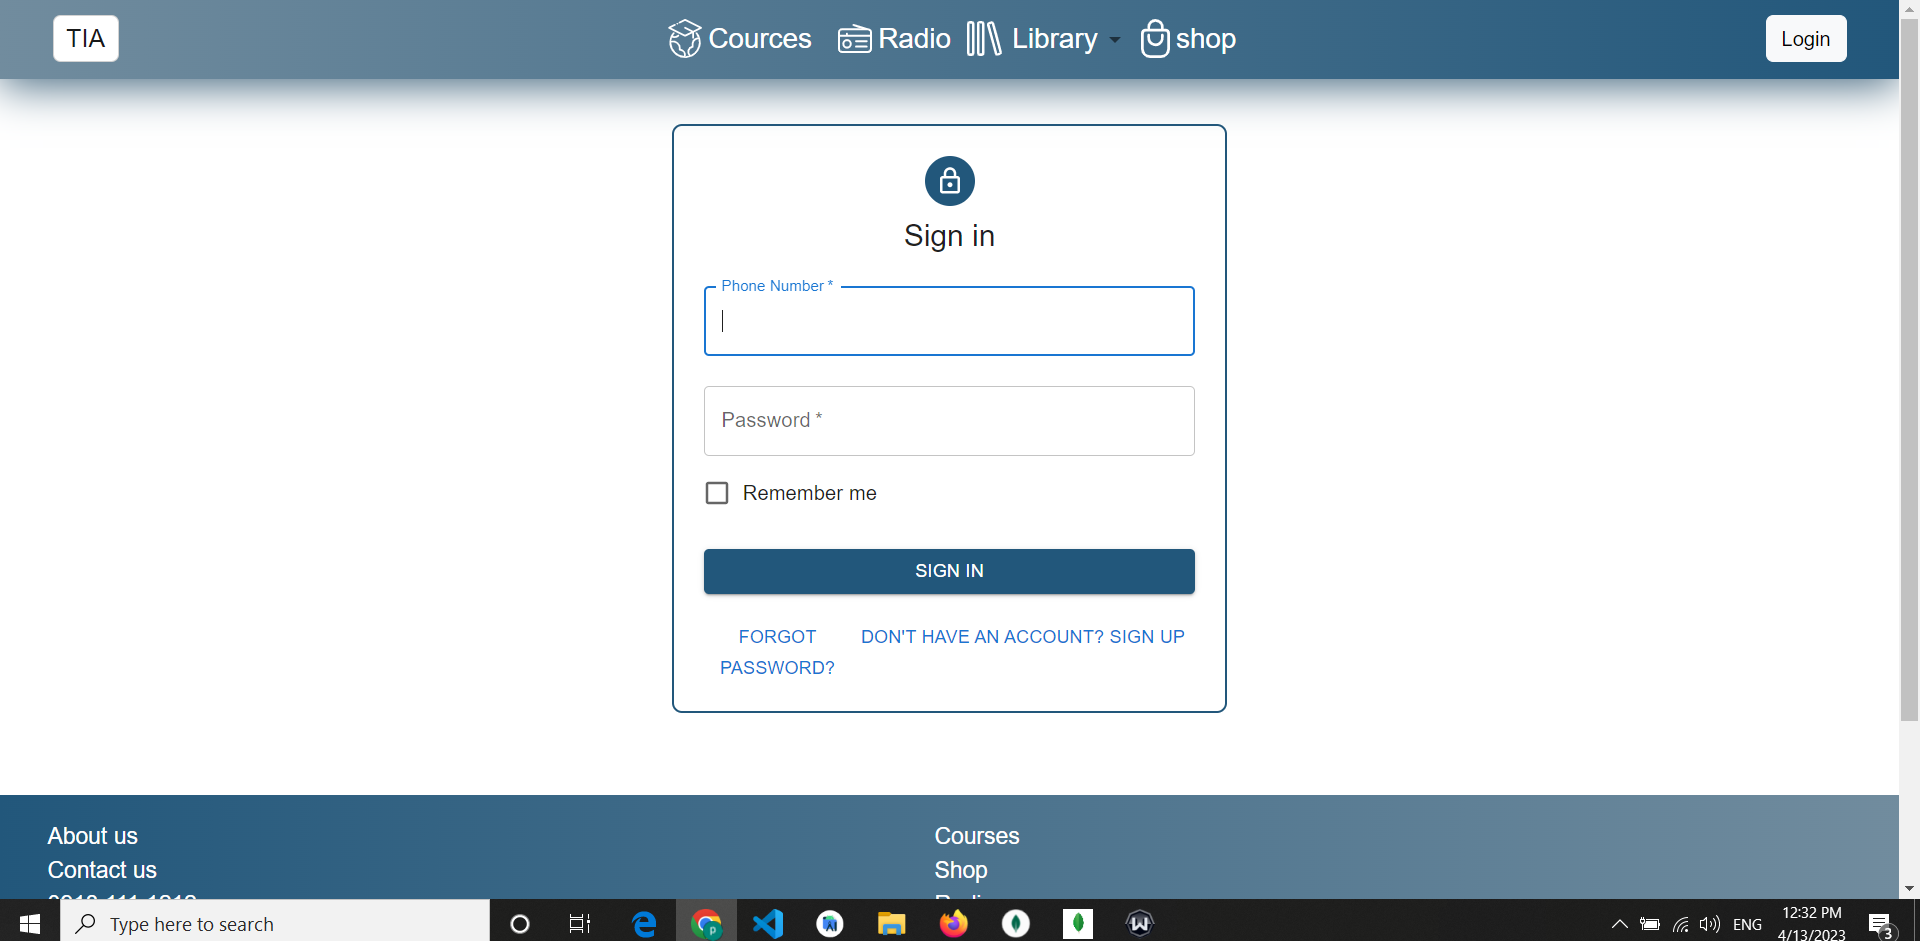 TIA
Cources
Radio
Library
shop
Login
Sign in
Phone Number *
Password *
Remember me
SIGN IN
FORGOT
PASSWORD?
DON'T HAVE AN ACCOUNT? SIGN UP
About us
Contact us
Courses
Shop
Type here to search
ENG
12:32 PM
4/13/2023
3